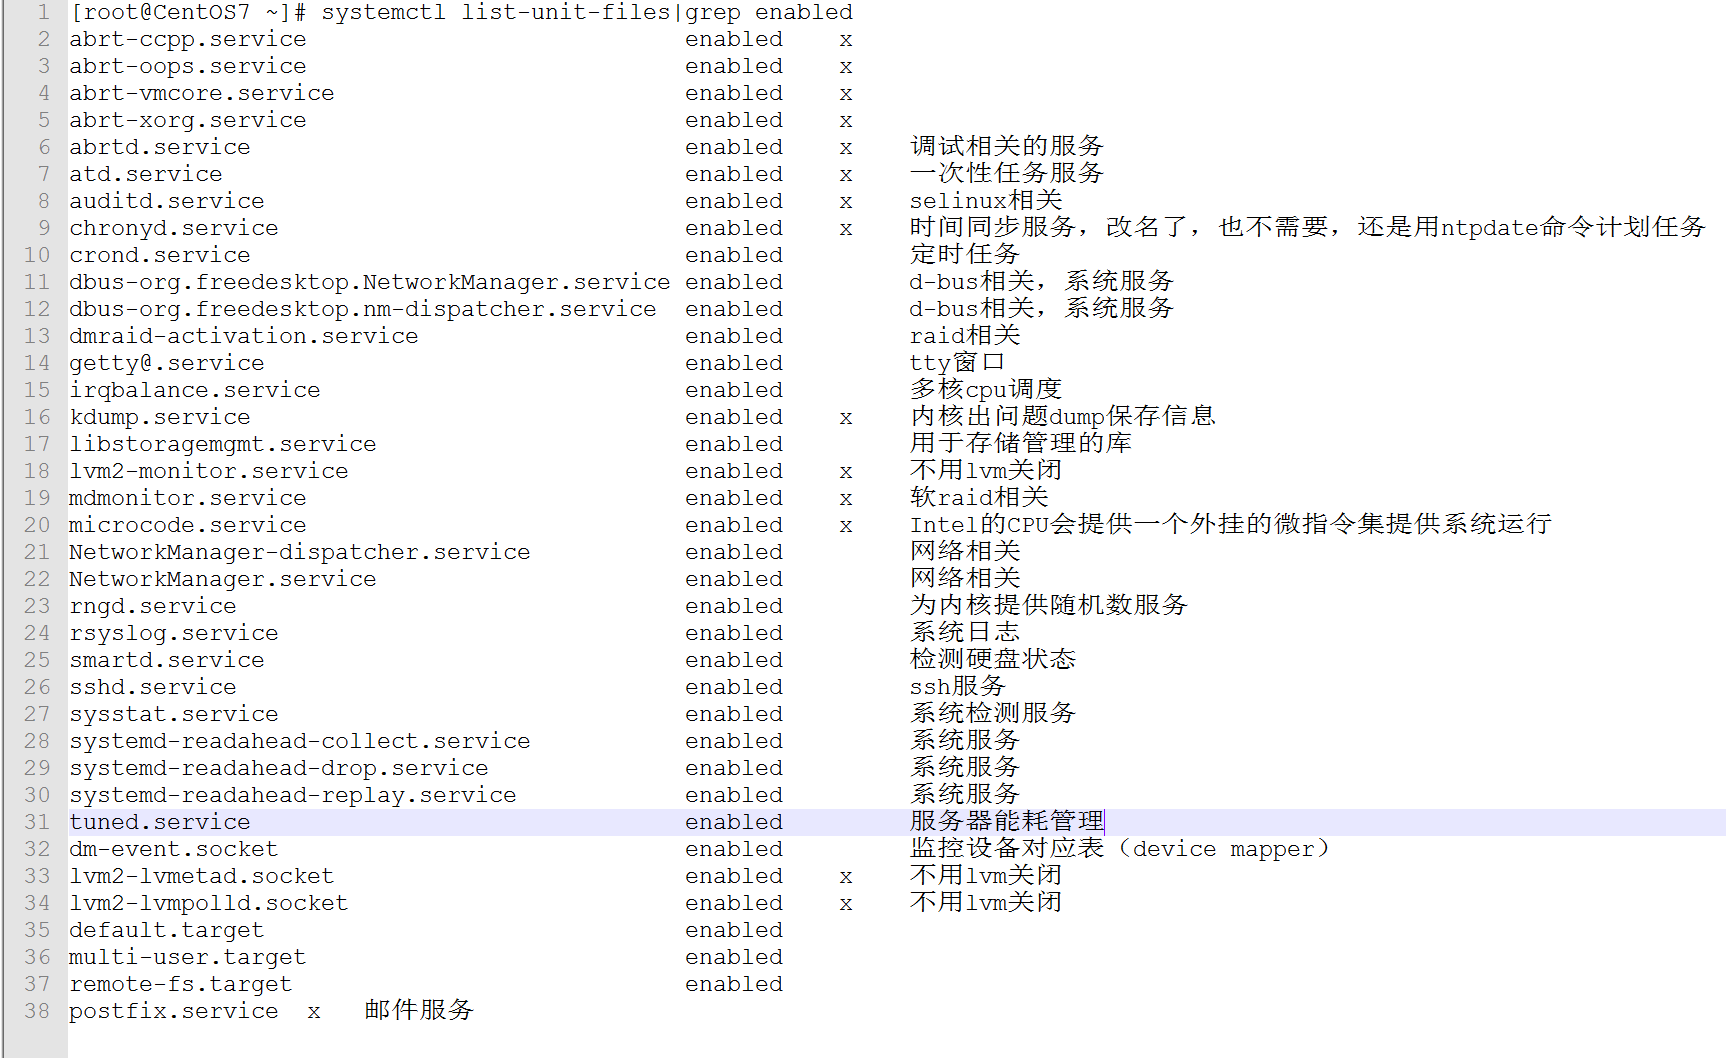 1 [root@CentOS7 ~]# systemctl list-unit-files|grep enabled
2 abrt-ccpp.service enabled x
3 abrt-oops.service enabled x
4 abrt-vmcore.service enabled x
5 abrt-xorg.service enabled x
6 abrtd.service enabled x 调试相关的服务
7 atd.service enabled x 一次性任务服务
8 auditd.service enabled x selinux相关
9 chronyd.service enabled x 时间同步服务，改名了，也不需要，还是用ntpdate命令计划任务
10 crond.service enabled 定时任务
11 dbus-org.freedesktop.NetworkManager.service enabled d-bus相关，系统服务
12 dbus-org.freedesktop.nm-dispatcher.service enabled d-bus相关，系统服务
13 dmraid-activation.service enabled raid相关
14 getty@.service enabled tty窗口
15 irqbalance.service enabled 多核cpu调度
16 kdump.service enabled x 内核出问题dump保存信息
17 libstoragemgmt.service enabled 用于存储管理的库
18 lvm2-monitor.service enabled x 不用lvm关闭
19 mdmonitor.service enabled x 软raid相关
20 microcode.service enabled x Intel的CPU会提供一个外挂的微指令集提供系统运行
21 NetworkManager-dispatcher.service enabled 网络相关
22 NetworkManager.service enabled 网络相关
23 rngd.service enabled 为内核提供随机数服务
24 rsyslog.service enabled 系统日志
25 smartd.service enabled 检测硬盘状态
26 sshd.service enabled ssh服务
27 sysstat.service enabled 系统检测服务
28 systemd-readahead-collect.service enabled 系统服务
29 systemd-readahead-drop.service enabled 系统服务
30 systemd-readahead-replay.service enabled 系统服务
31 tuned.service enabled 服务器能耗管理
32 dm-event.socket enabled 监控设备对应表（device mapper）
33 lvm2-lvmetad.socket enabled x 不用lvm关闭
34 lvm2-lvmpolld.socket enabled x 不用lvm关闭
35 default.target enabled
36 multi-user.target enabled
37 remote-fs.target enabled
38 postfix.service x 邮件服务